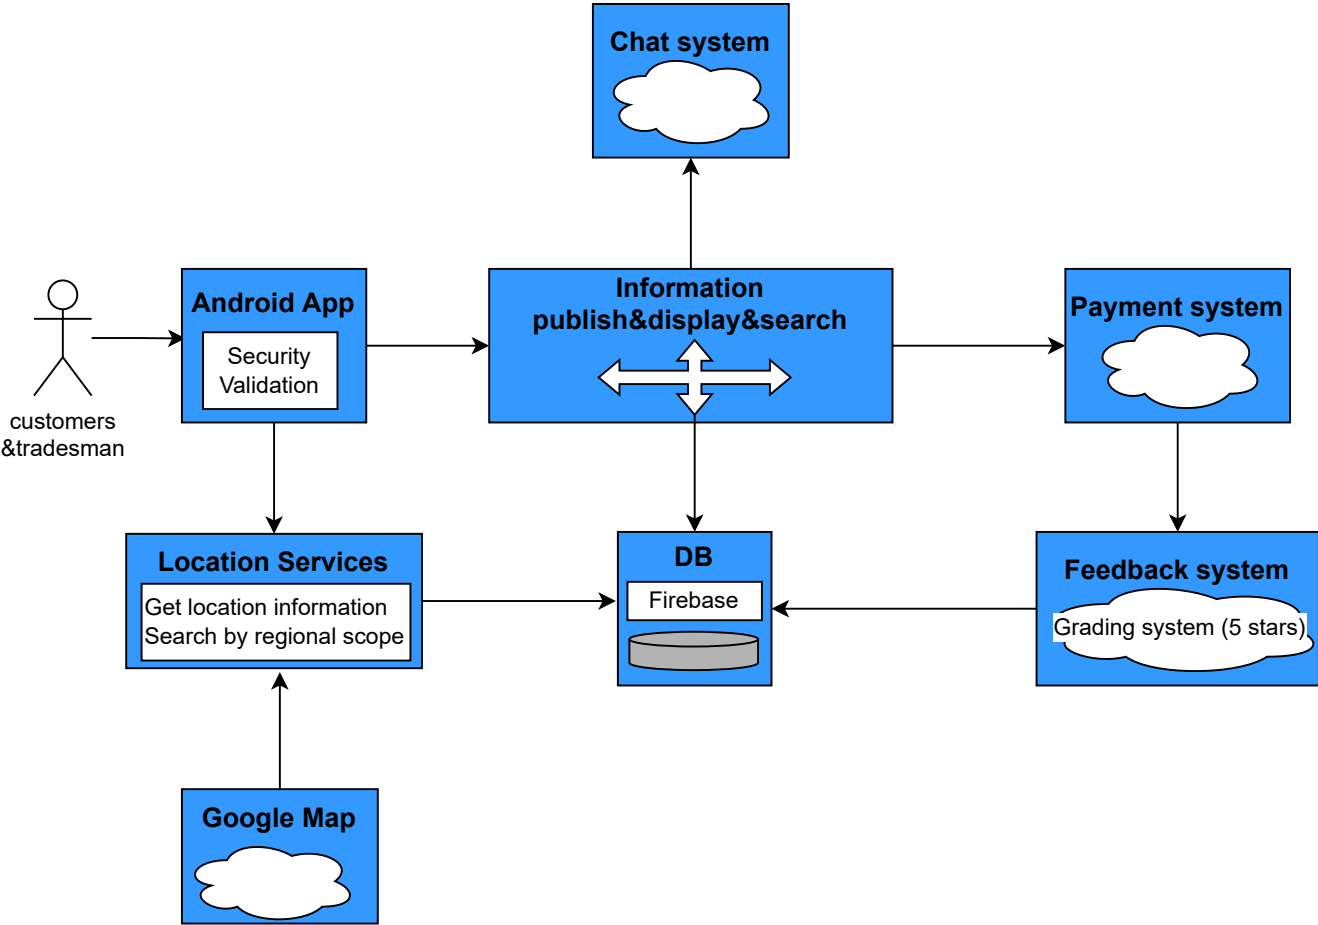 Chat system
Information
publish&display&search
Android App
Security
Validation
Payment system
customers
&tradesman
Location Services
Get location information
Search by regional scope
DB
Firebase
Feedback system
Grading system (5 stars)
Google Map